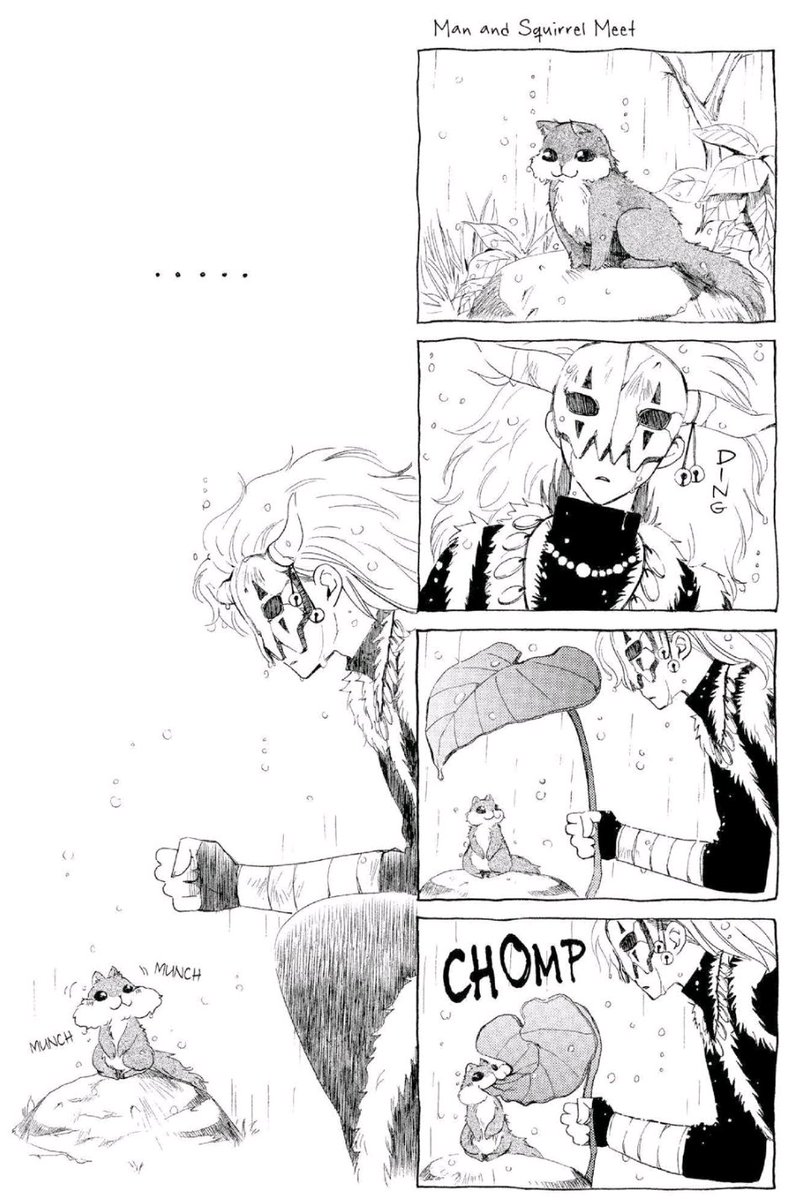 Man and Squirrel Meet
DING
CHOMP
.....
MUNCH
MUNCH